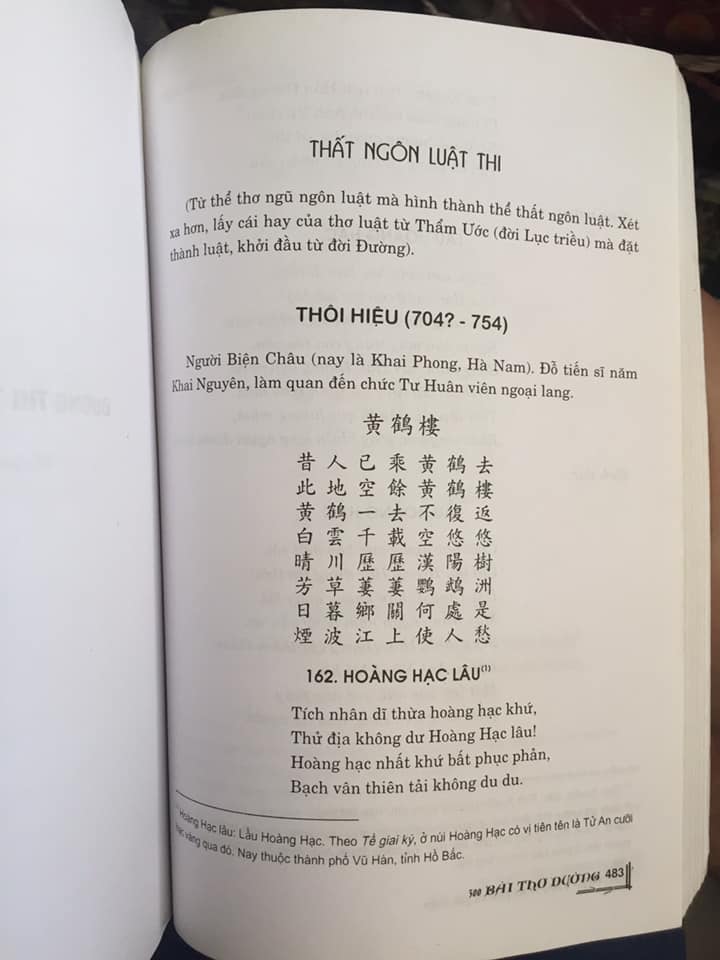 THẤT NGÔN LUẬT THI
(Từ thể thơ ngũ ngôn luật mà hình thành thể thất ngôn luật. Xét
xa hơn, lấy cái hay của thơ luật từ Thẩm Ước (đời Lục triều) mà đặt
thành luật, khởi đầu từ đời Đường).
THÔI HIỆU (704? - 754)
Người Biện Châu (nay là Khai Phong, Hà Nam). Đỗ tiến sĩ năm
Khai Nguyên, làm quan đến chức Tư Huân viên ngoại lang.
黃鶴樓
昔人已乘黃鶴去
此地空餘黃鶴樓
黃鶴一去不復返
白雲千載空悠悠
晴川歷歷漢陽樹
芳草萋萋鸚鵡洲
日暮鄉關何處是
煙波江上使人愁
162. HOÀNG HẠC LÂU(1)
Tích nhân dĩ thừa hoàng hạc khứ,
Thử địa không dư Hoàng Hạc lâu!
Hoàng hạc nhất khứ bất phục phản,
Bạch vân thiên tải không du du.
Hoàng Hạc lâu: Lầu Hoàng Hạc. Theo Tề giai ký, ở núi Hoàng Hạc có vị tiên tên là Tử An cưỡi
hạc vàng qua đó. Nay thuộc thành phố Vũ Hán, tỉnh Hồ Bắc.
500 BÀI THƠ ĐƯỜNG 483